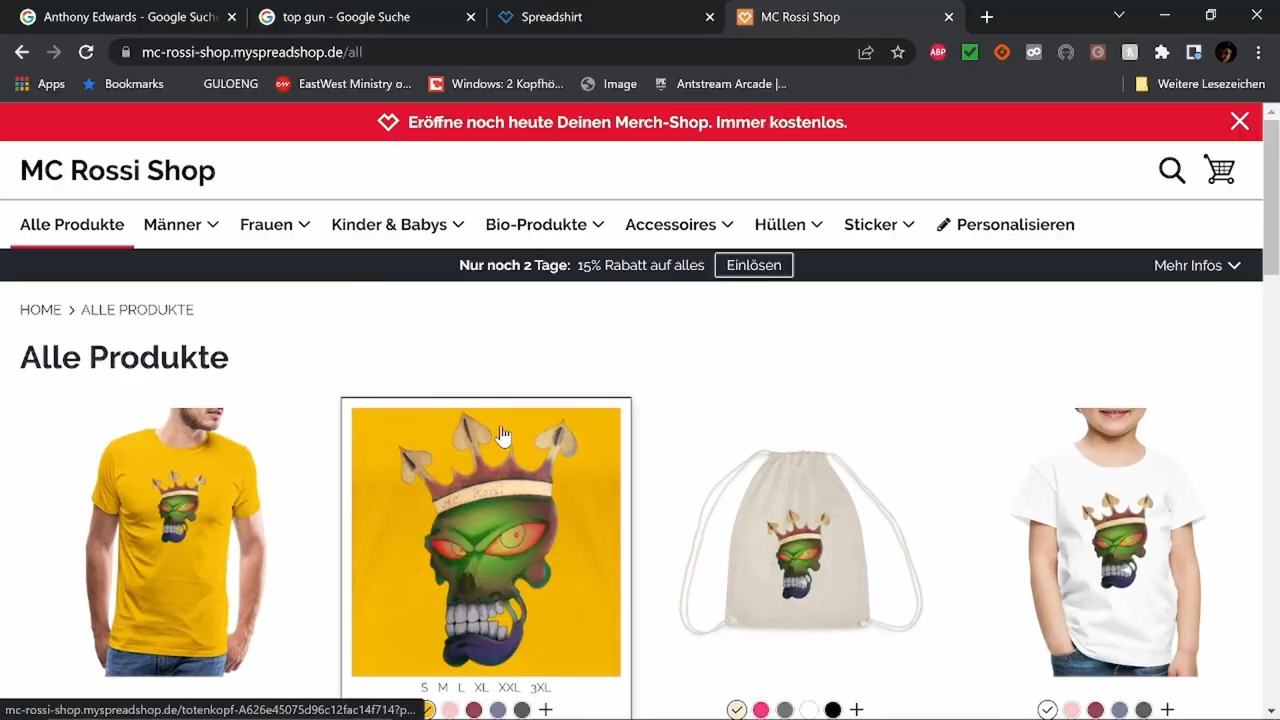 Anthony Edwards - Google Suche
top gun - Google Suche
Spreadshirt
MC Rossi Shop
mc-rossi-shop.myspreadshop.de/all
ABP
Apps
Bookmarks
GULOENG
EastWest Ministry o...
Windows: 2 Kopfhö...
Image
Antstream Arcade |...
Weitere Lesezeichen
Eröffne noch heute Deinen Merch-Shop. Immer kostenlos.
MC Rossi Shop
Alle Produkte
Männer
Frauen
Kinder & Babys
Bio-Produkte
Accessoires
Hüllen
Sticker
Personalisieren
Nur noch 2 Tage: 15% Rabatt auf alles
Einlösen
Mehr Infos
HOME > ALLE PRODUKTE
Alle Produkte
MC Rossi
S M L XL XXL 3XL
mc-rossi-shop.myspreadshop.de/totenkopf-A626e45075d96c12fac14f714?p...